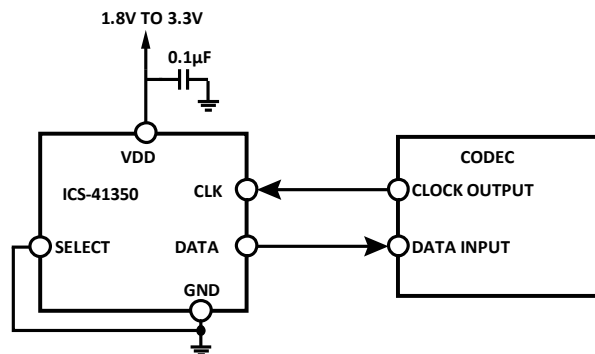 1.8V TO 3.3V
0.1µF
VDD
CODEC
ICS-41350
CLK
CLOCK OUTPUT
SELECT
DATA
DATA INPUT
GND